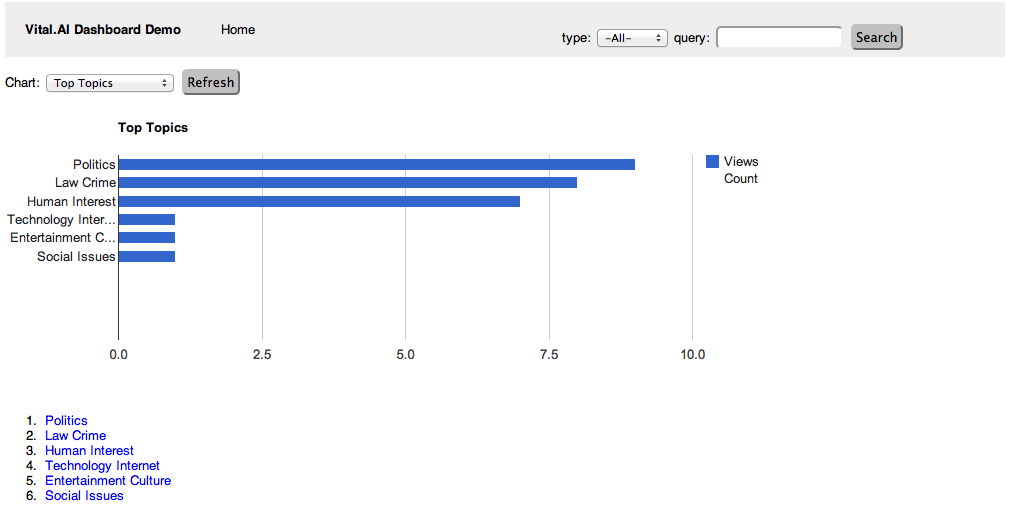 Vital.AI Dashboard Demo Home type: -All- query: Search
Chart: Top Topics Refresh
Top Topics
Politics
Law Crime
Human Interest
Technology Inter...
Entertainment C...
Social Issues
Views
Count
0.0 2.5 5.0 7.5 10.0
1. Politics
2. Law Crime
3. Human Interest
4. Technology Internet
5. Entertainment Culture
6. Social Issues